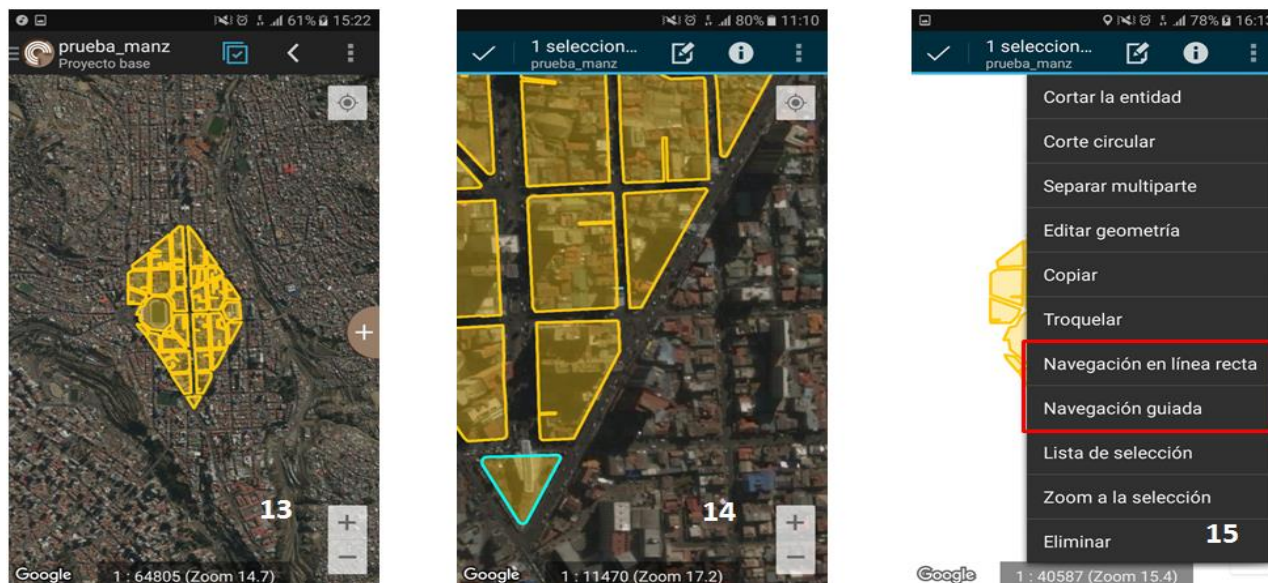 61% 15:22
prueba_manz
Proyecto base
13
Google
1 : 64805 (Zoom 14.7)
80% 11:10
1 seleccion...
prueba_manz
14
Google
1 : 11470 (Zoom 17.2)
78% 16:13
1 seleccion...
prueba_manz
Cortar la entidad
Corte circular
Separar multiparte
Editar geometría
Copiar
Troquelar
Navegación en línea recta
Navegación guiada
Lista de selección
Zoom a la selección
Eliminar
15
Google
1 : 40587 (Zoom 15.4)